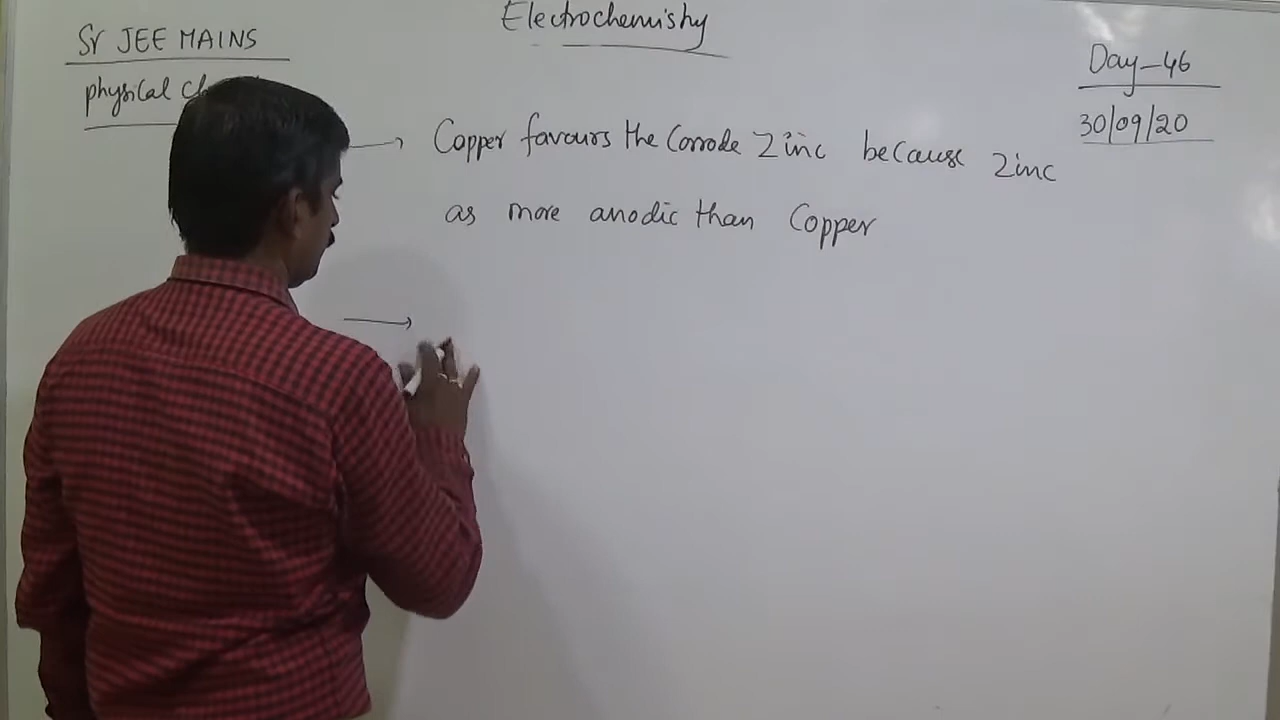 Electrochemistry
Sr JEE MAINS
physical
Day-46
30/09/20
→ Copper favours the Corrode Zinc because Zinc
as more anodic than Copper
→